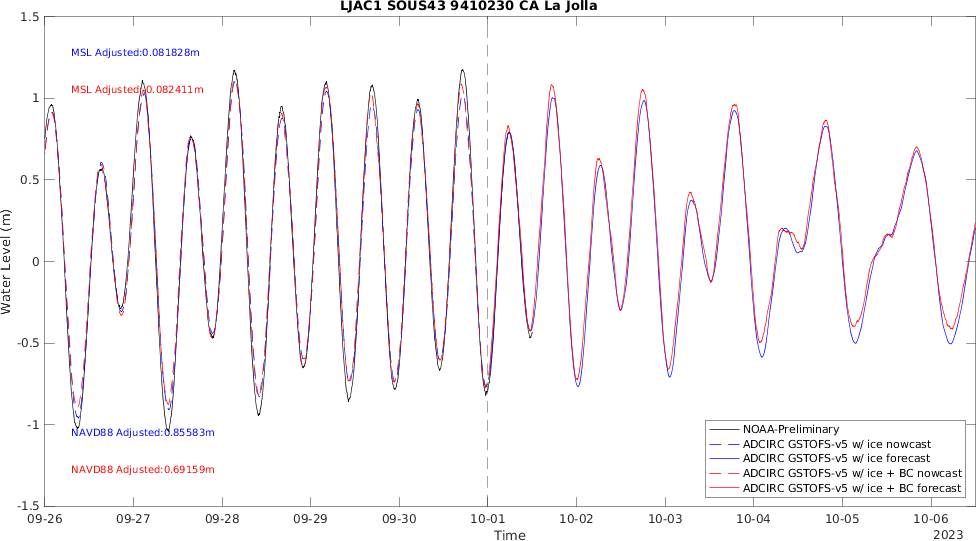 LJAC1 SOUS43 9410230 CA La Jolla
1.5
1
0.5
0
-0.5
-1
-1.5
Water Level (m)
MSL Adjusted:0.081828m
MSL Adjusted:0.082411m
NAVD88 Adjusted:0.85583m
NAVD88 Adjusted:0.69159m
NOAA-Preliminary
ADCIRC GSTOFS-v5 w/ ice nowcast
ADCIRC GSTOFS-v5 w/ ice forecast
ADCIRC GSTOFS-v5 w/ ice + BC nowcast
ADCIRC GSTOFS-v5 w/ ice + BC forecast
09-26 09-27 09-28 09-29 09-30 10-01 10-02 10-03 10-04 10-05 10-06
Time
2023